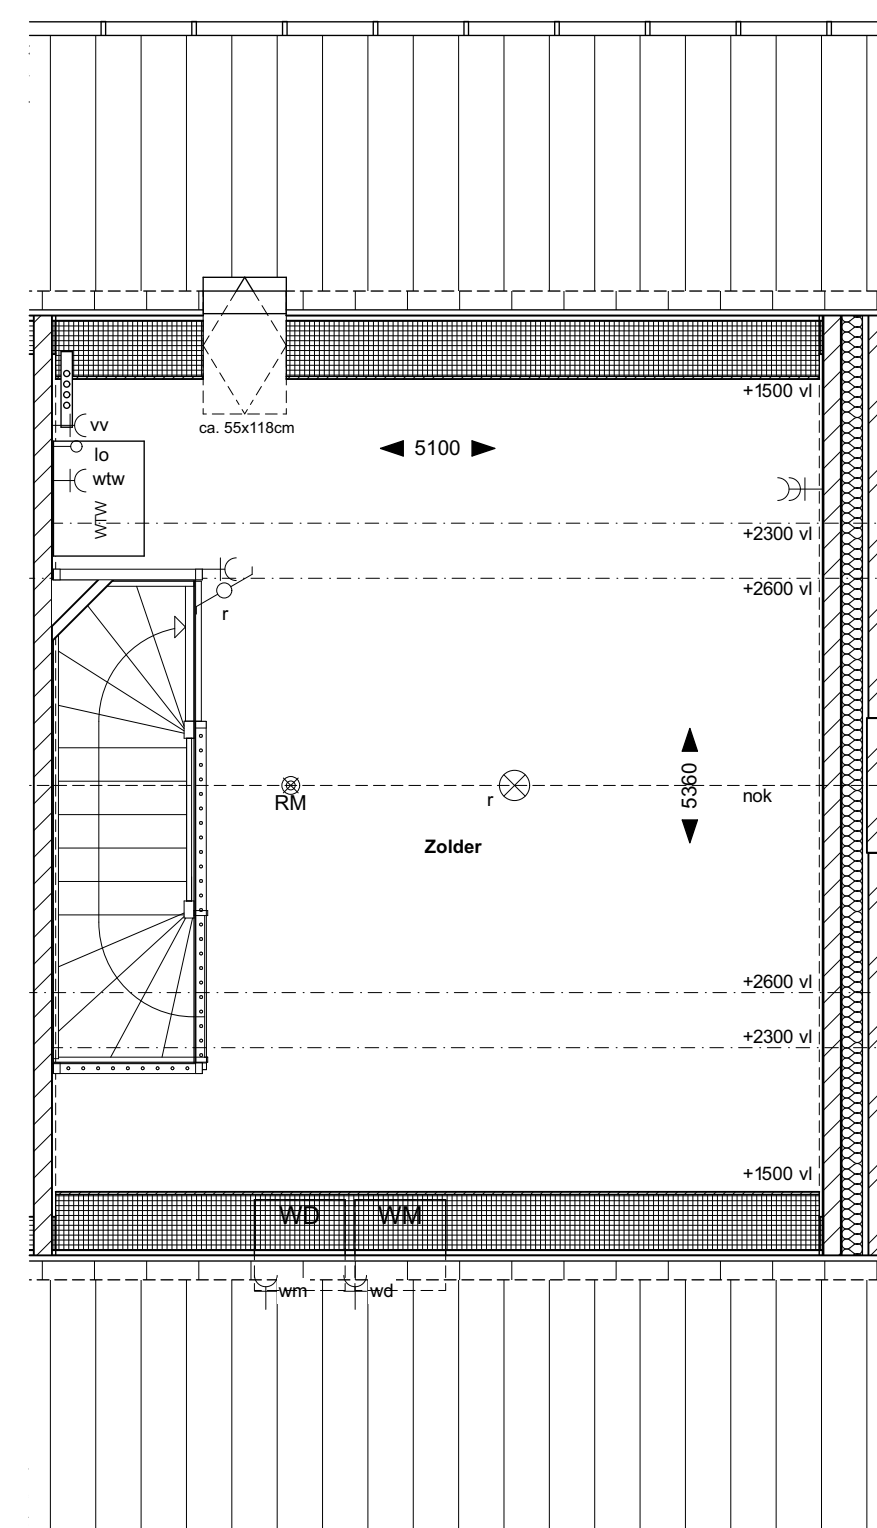 +1500 vl
vv
ca. 55x118cm
5100
lo
wtw
WTW
+2300 vl
+2600 vl
r
RM
r
5360
nok
Zolder
+2600 vl
+2300 vl
+1500 vl
WD
WM
wm
wd